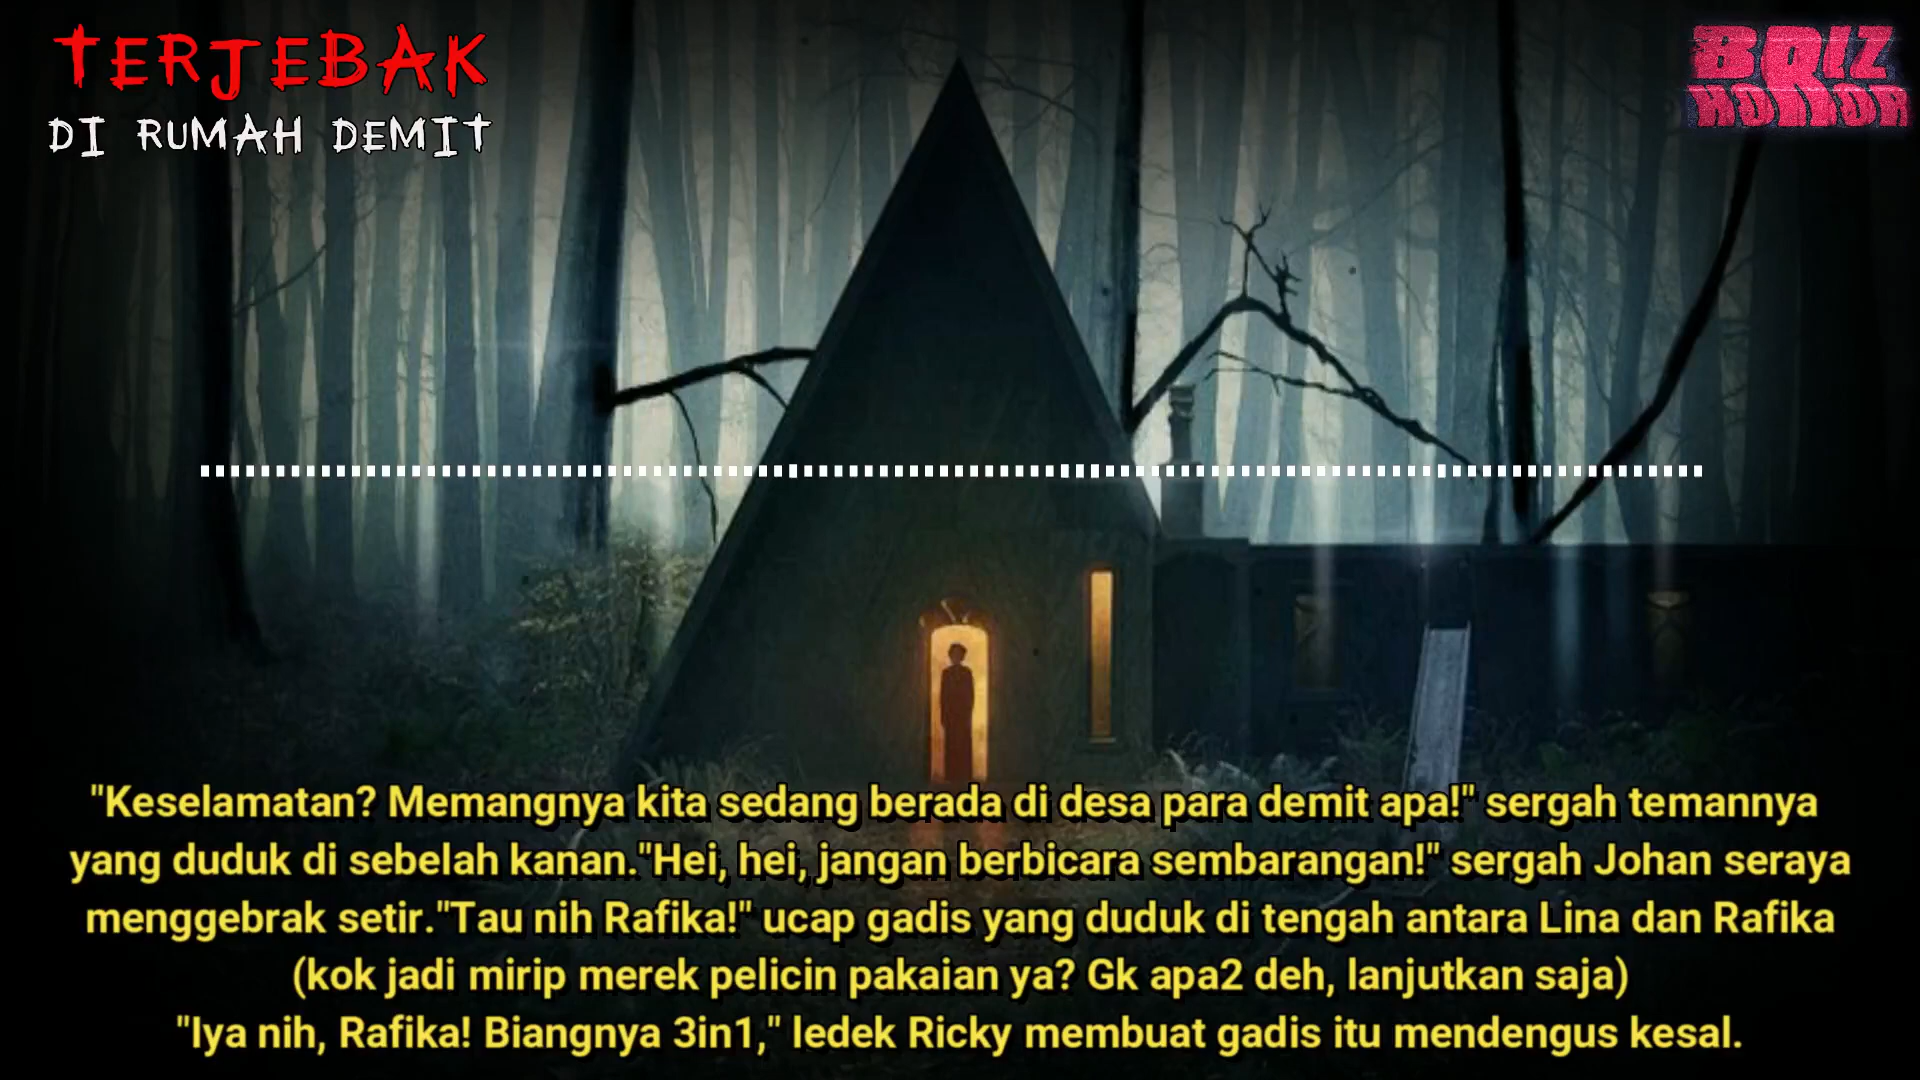 TERJEBAK
DI RUMAH DEMIT
BRIZ
HORROR
"Keselamatan? Memangnya kita sedang berada di desa para demit apa!" sergah temannya
yang duduk di sebelah kanan."Hei, hei, jangan berbicara sembarangan!" sergah Johan seraya
menggebrak setir."Tau nih Rafika!" ucap gadis yang duduk di tengah antara Lina dan Rafika
(kok jadi mirip merek pelicin pakaian ya? Gk apa2 deh, lanjutkan saja)
"Iya nih, Rafika! Biangnya 3in1," ledek Ricky membuat gadis itu mendengus kesal.